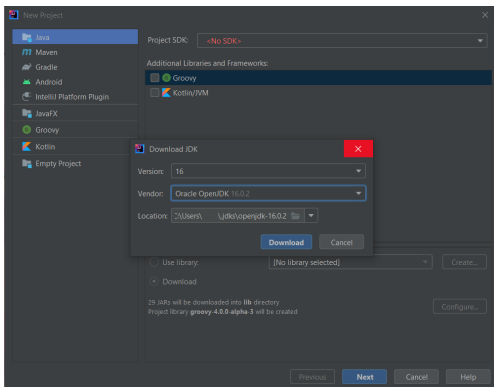 New Project
Java
Maven
Gradle
Android
IntelliJ Platform Plugin
JavaFX
Groovy
Kotlin
Empty Project
Project SDK: <No SDK>
Additional Libraries and Frameworks:
Groovy
Kotlin/JVM
Download JDK
Version: 16
Vendor: Oracle OpenJDK 16.0.2
Location: :\Users\ \.jdks\openjdk-16.0.2
Download Cancel
Use library: [No library selected] Create...
Download
29 JARs will be downloaded into lib directory
Project library groovy-4.0.0-alpha-3 will be created
Configure...
Previous Next Cancel Help